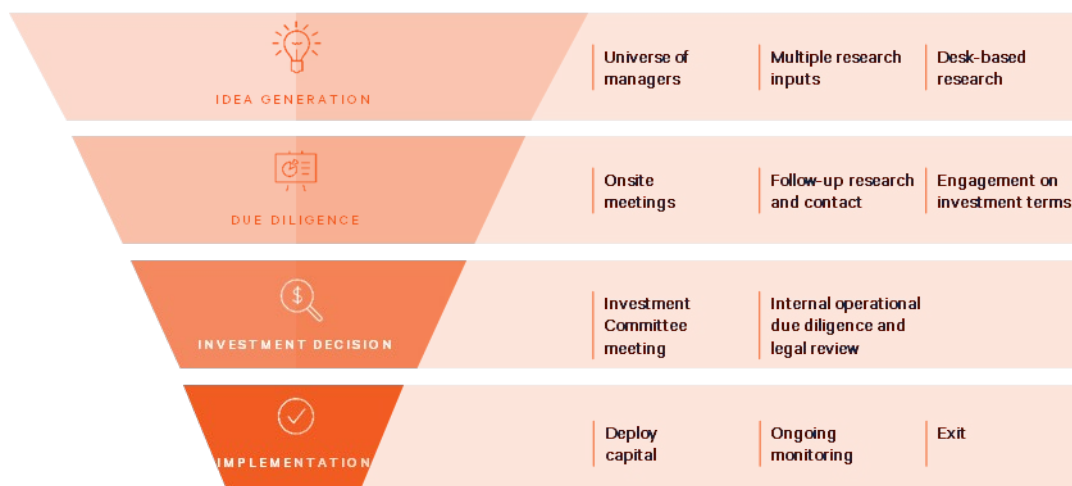 IDEA GENERATION
Universe of
managers
Multiple research
inputs
Desk-based
research
DUE DILIGENCE
Onsite
meetings
Follow-up research
and contact
Engagement on
investment terms
INVESTMENT DECISION
Investment
Committee
meeting
Internal operational
due diligence and
legal review
IMPLEMENTATION
Deploy
capital
Ongoing
monitoring
Exit